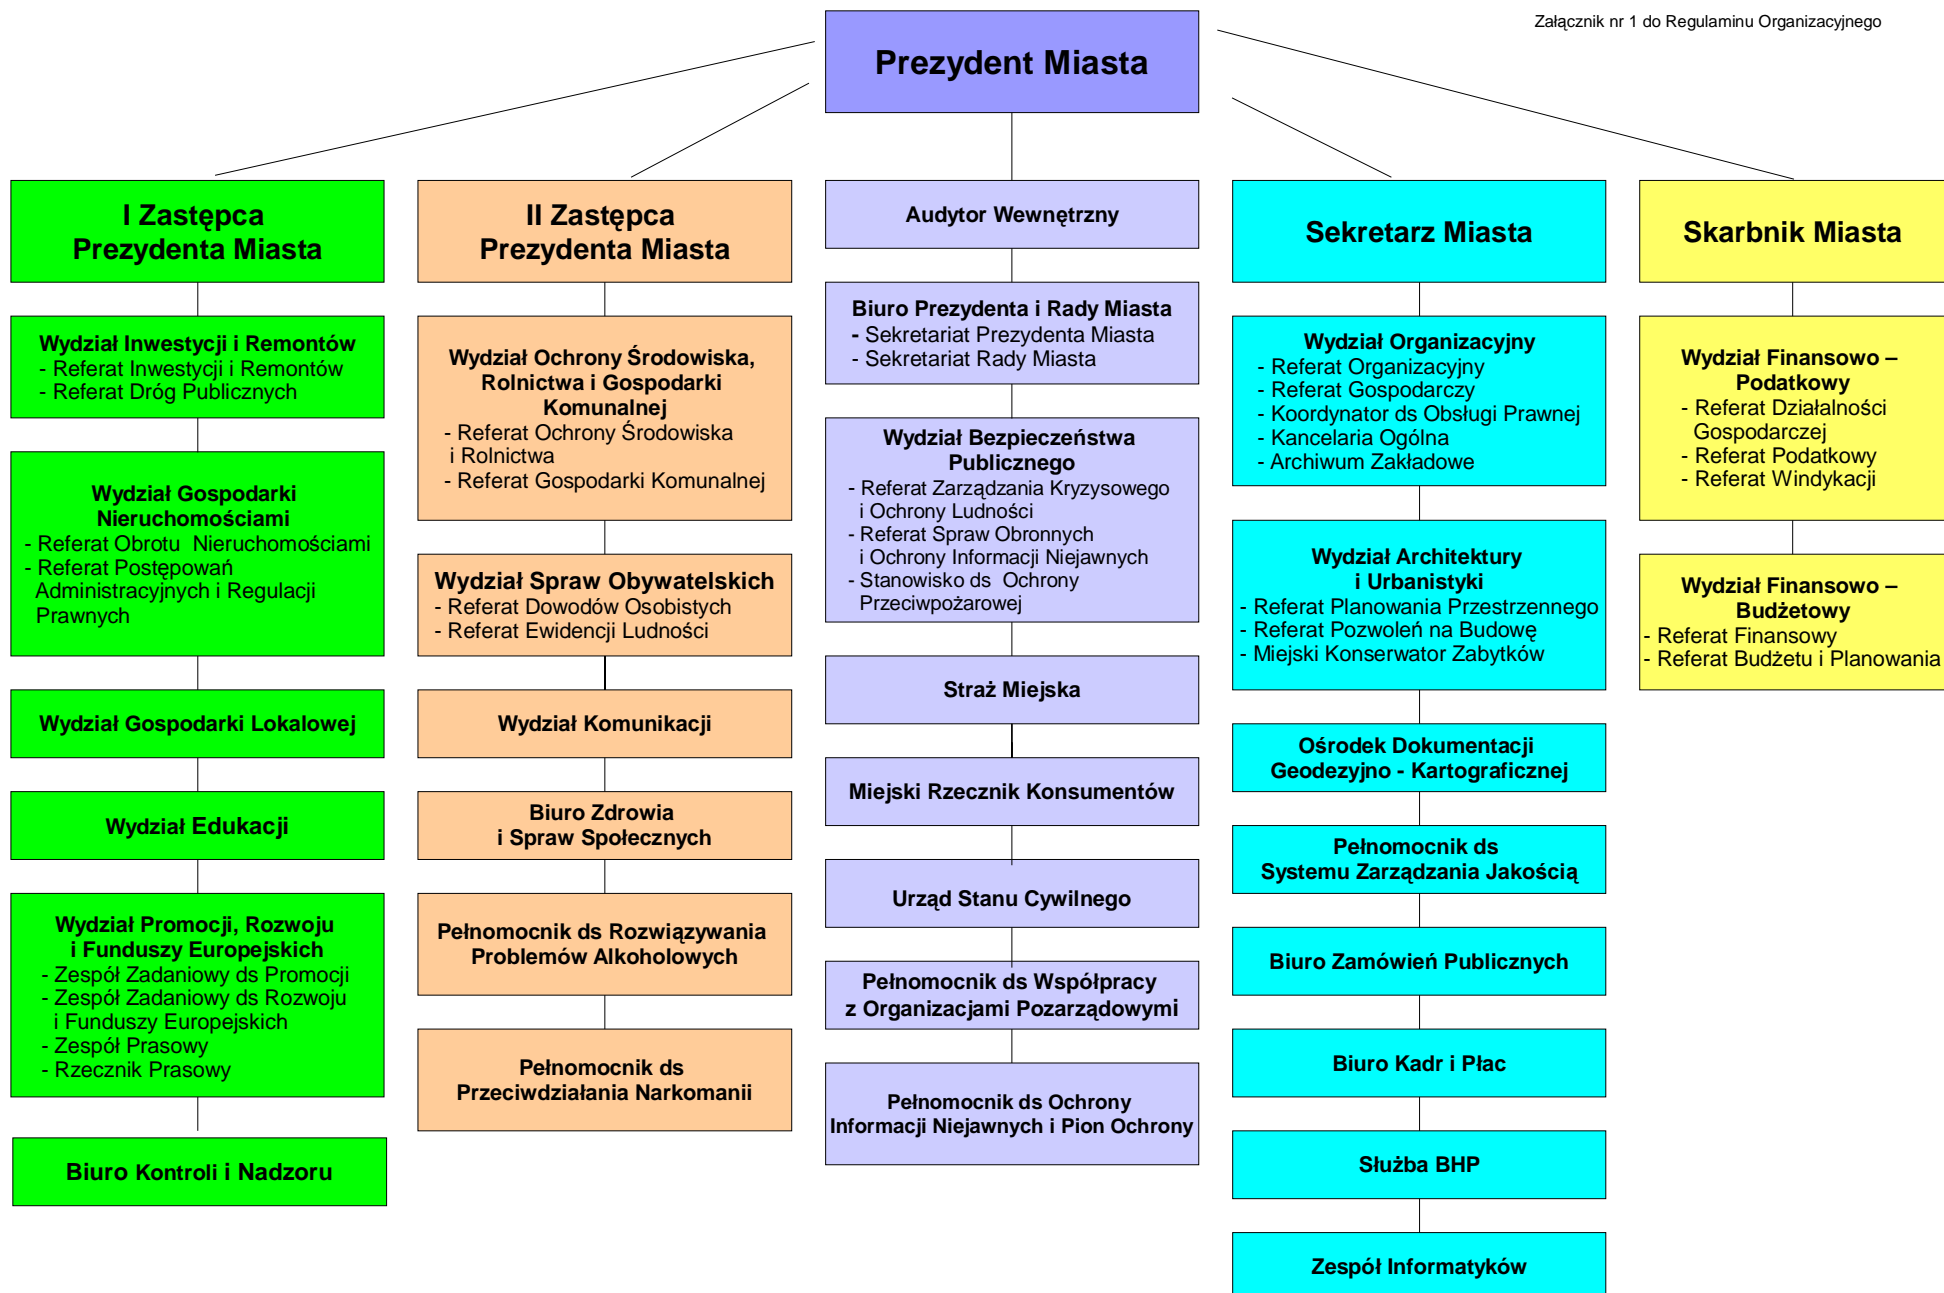 Załącznik nr 1 do Regulaminu Organizacyjnego
Prezydent Miasta
I Zastępca
Prezydenta Miasta
Wydział Inwestycji i Remontów
- Referat Inwestycji i Remontów
- Referat Dróg Publicznych
Wydział Gospodarki
Nieruchomościami
- Referat Obrotu  Nieruchomościami
- Referat Postępowań
Administracyjnych i Regulacji
Prawnych
Wydział Gospodarki Lokalowej
Wydział Edukacji
Wydział Promocji, Rozwoju
i Funduszy Europejskich
- Zespół Zadaniowy ds Promocji
- Zespół Zadaniowy ds Rozwoju
i Funduszy Europejskich
- Zespół Prasowy
- Rzecznik Prasowy
Biuro Kontroli i Nadzoru
II Zastępca
Prezydenta Miasta
Wydział Ochrony Środowiska,
Rolnictwa i Gospodarki
Komunalnej
- Referat Ochrony Środowiska
i Rolnictwa
- Referat Gospodarki Komunalnej
Wydział Spraw Obywatelskich
- Referat Dowodów Osobistych
- Referat Ewidencji Ludności
Wydział Komunikacji
Biuro Zdrowia
i Spraw Społecznych
Pełnomocnik ds Rozwiązywania
Problemów Alkoholowych
Pełnomocnik ds
Przeciwdziałania Narkomanii
Audytor Wewnętrzny
Biuro Prezydenta i Rady Miasta
- Sekretariat Prezydenta Miasta
- Sekretariat Rady Miasta
Wydział Bezpieczeństwa
Publicznego
- Referat Zarządzania Kryzysowego
i Ochrony Ludności
- Referat Spraw Obronnych
i Ochrony Informacji Niejawnych
- Stanowisko ds  Ochrony
Przeciwpożarowej
Straż Miejska
Miejski Rzecznik Konsumentów
Urząd Stanu Cywilnego
Pełnomocnik ds Współpracy
z Organizacjami Pozarządowymi
Pełnomocnik ds Ochrony
Informacji Niejawnych i Pion Ochrony
Sekretarz Miasta
Wydział Organizacyjny
- Referat Organizacyjny
- Referat Gospodarczy
- Koordynator ds Obsługi Prawnej
- Kancelaria Ogólna
- Archiwum Zakładowe
Wydział Architektury
i Urbanistyki
- Referat Planowania Przestrzennego
- Referat Pozwoleń na Budowę
- Miejski Konserwator Zabytków
Ośrodek Dokumentacji
Geodezyjno - Kartograficznej
Pełnomocnik ds
Systemu Zarządzania Jakością
Biuro Zamówień Publicznych
Biuro Kadr i Płac
Służba BHP
Zespół Informatyków
Skarbnik Miasta
Wydział Finansowo –
Podatkowy
- Referat Działalności
Gospodarczej
- Referat Podatkowy
- Referat Windykacji
Wydział Finansowo –
Budżetowy
- Referat Finansowy
- Referat Budżetu i Planowania